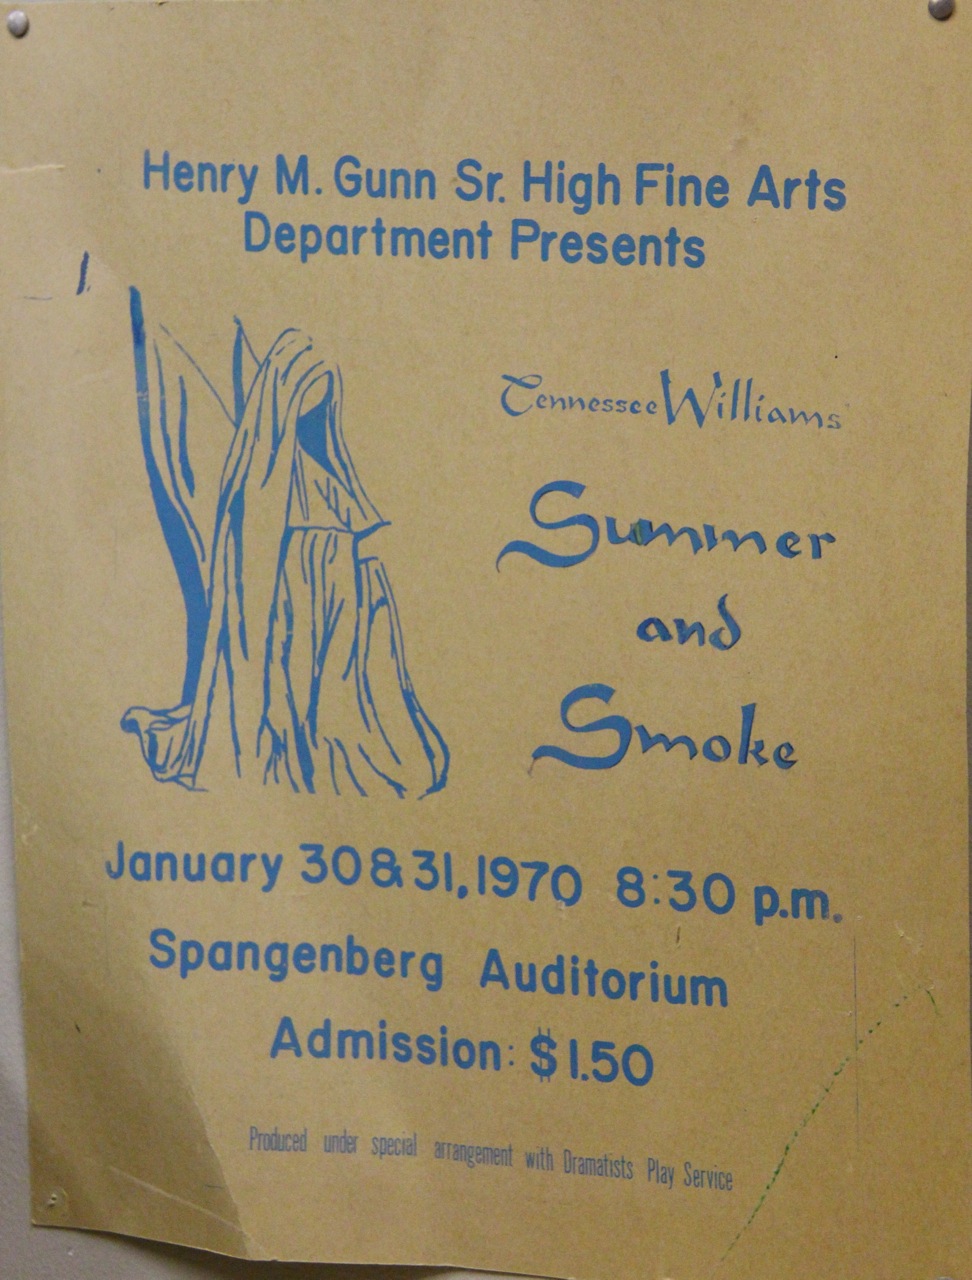 Henry M. Gunn Sr. High Fine Arts
Department Presents
Tennessee Williams'
Summer
and
Smoke
January 30 & 31, 1970 8:30 p.m.
Spangenberg Auditorium
Admission: $1.50
Produced under special arrangement with Dramatists Play Service